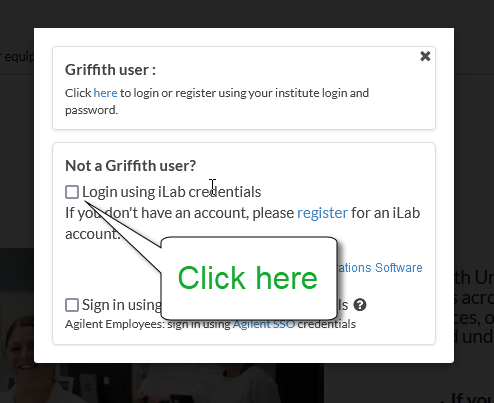 r equip
Griffith user :
Click here to login or register using your institute login and
password.
Not a Griffith user?
Login using iLab credentials
If you don't have an account, please register for an iLab
account.
Click here
ations Software
Sign in using ls
Agilent Employees: sign in using Agilent SSO credentials
th Un
s acro
ces, o
d und
If you